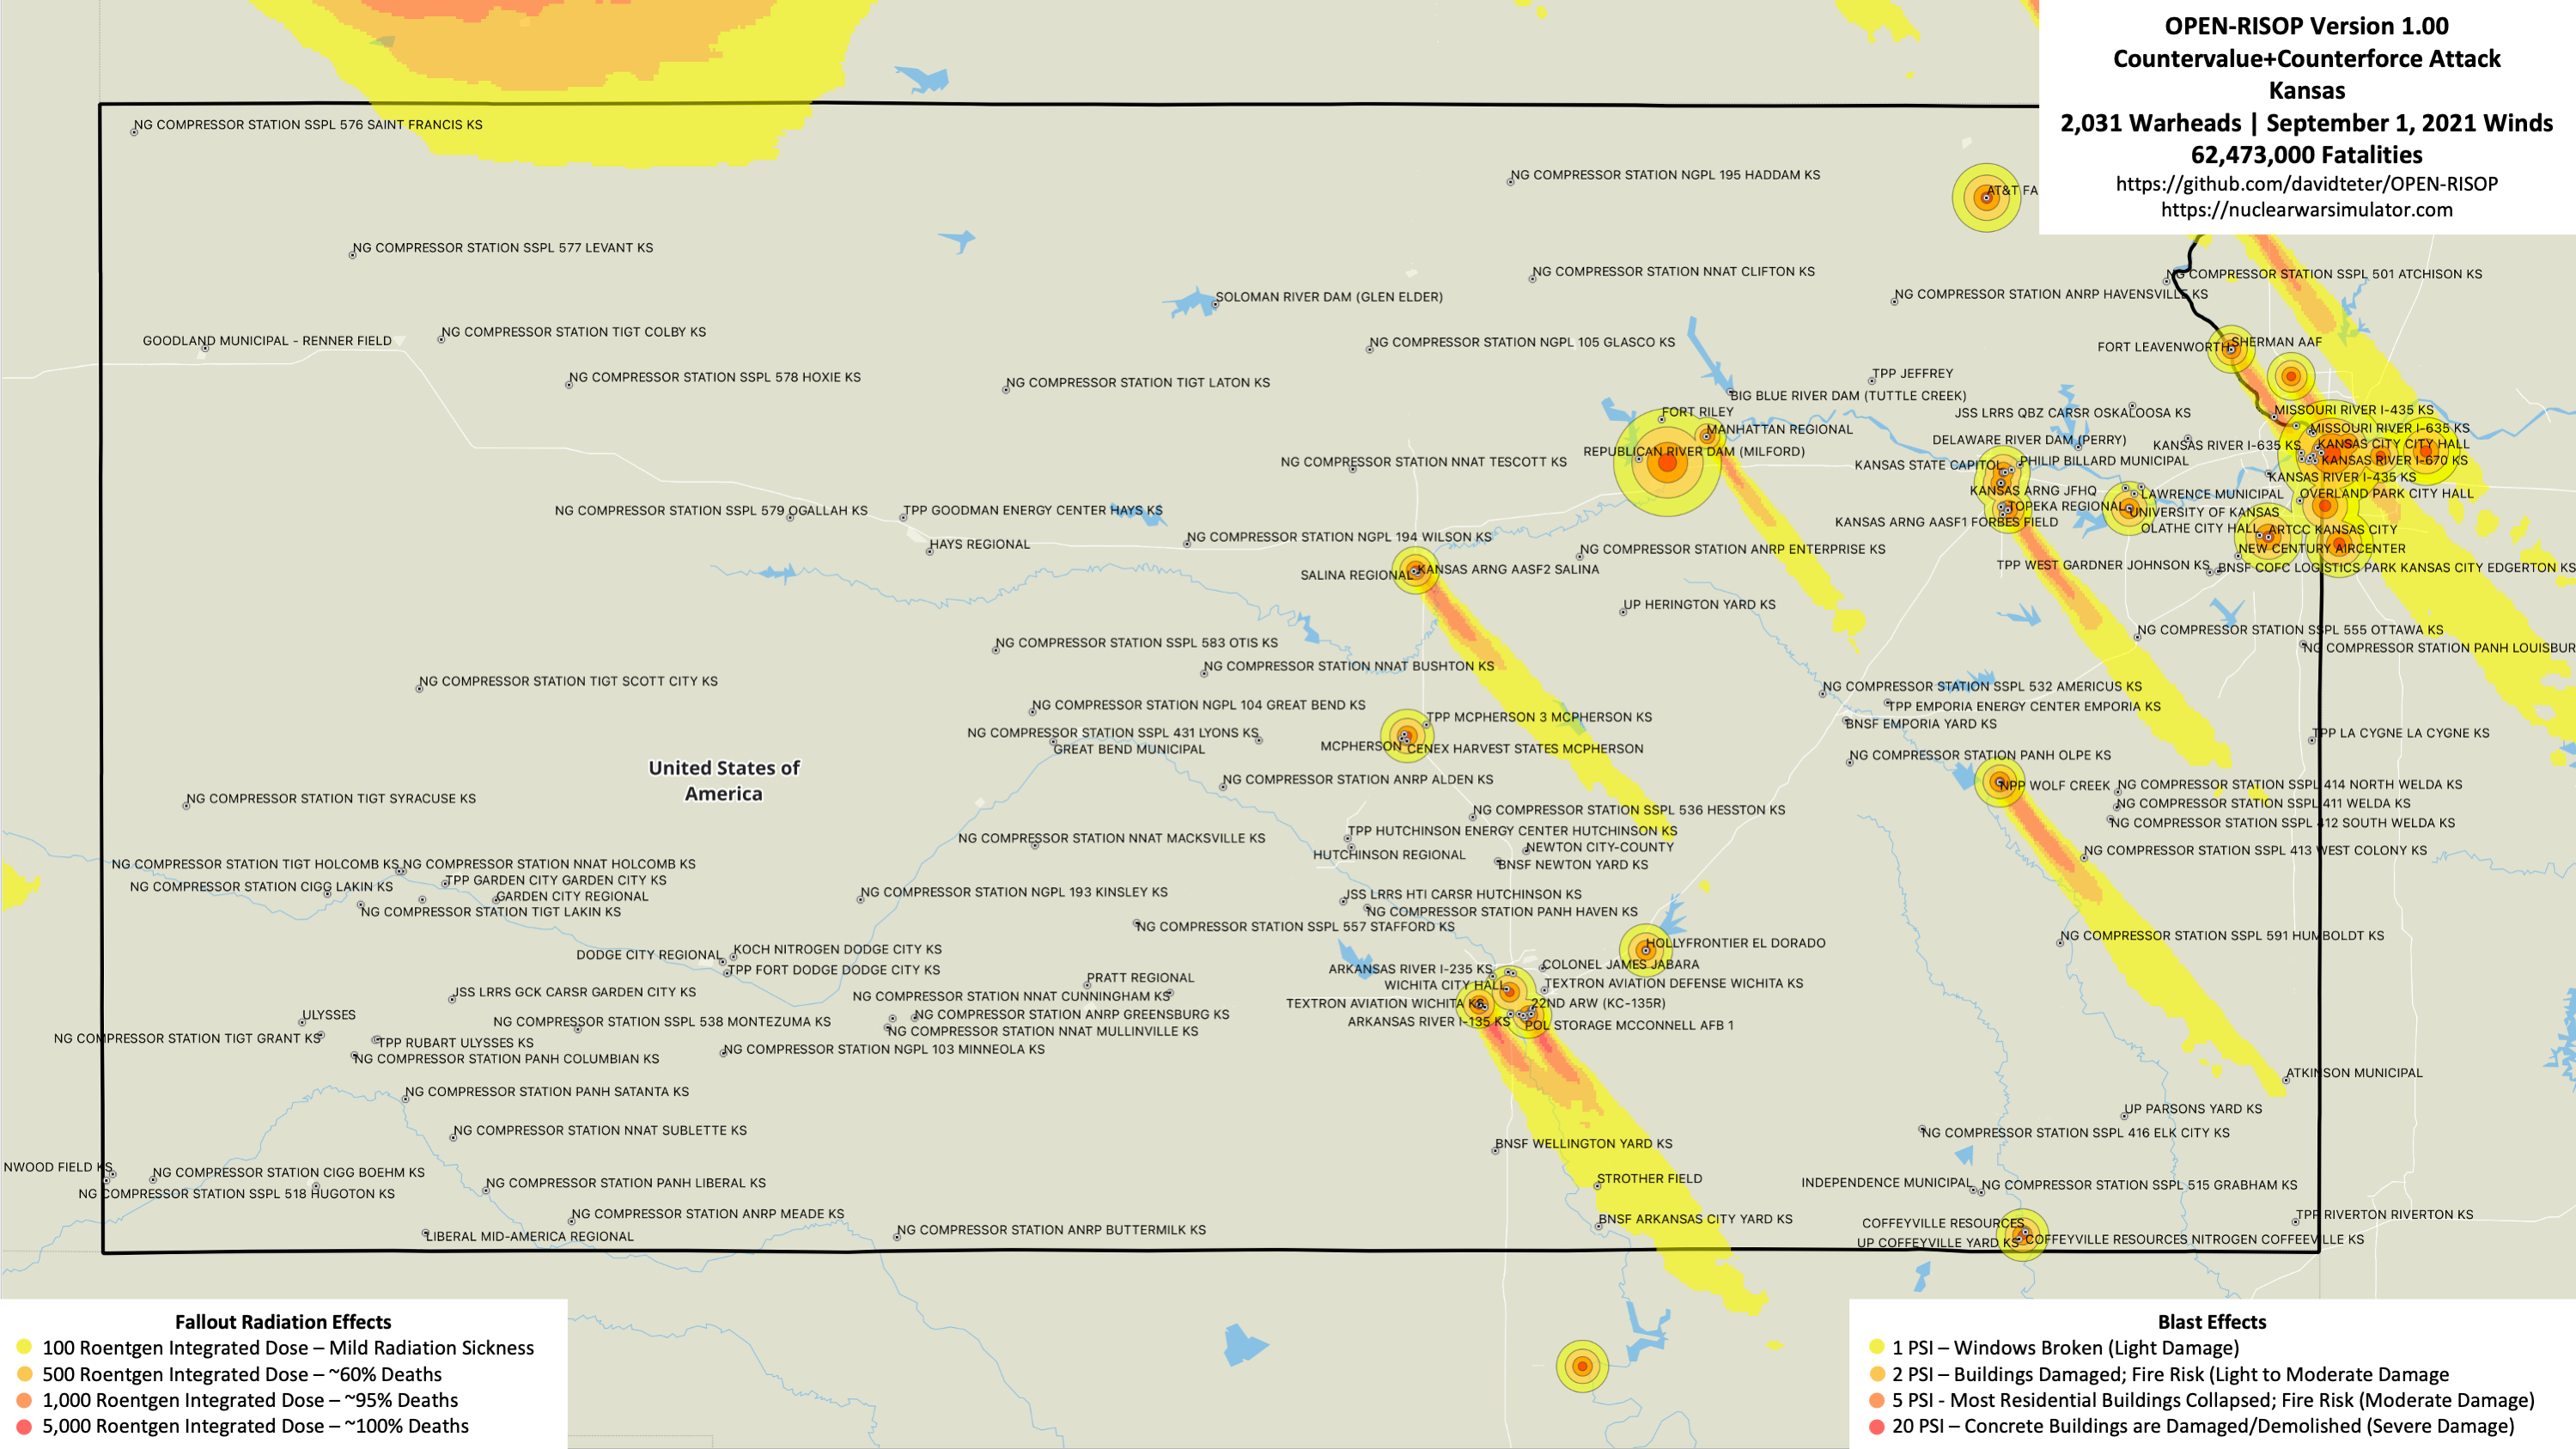 OPEN-RISOP Version 1.00
Countervalue+Counterforce Attack
Kansas
2,031 Warheads | September 1, 2021 Winds
62,473,000 Fatalities
https://github.com/davidteter/OPEN-RISOP
https://nuclearwarsimulator.com
NG COMPRESSOR STATION SSPL 576 SAINT FRANCIS KS
NG COMPRESSOR STATION NGPL 195 HADDAM KS
AT&T FA
NG COMPRESSOR STATION SSPL 577 LEVANT KS
NG COMPRESSOR STATION NNAT CLIFTON KS
NG COMPRESSOR STATION SSPL 501 ATCHISON KS
SOLOMAN RIVER DAM (GLEN ELDER)
NG COMPRESSOR STATION ANRP HAVENSVILLE KS
NG COMPRESSOR STATION TIGT COLBY KS
GOODLAND MUNICIPAL - RENNER FIELD
NG COMPRESSOR STATION NGPL 105 GLASCO KS
FORT LEAVENWORTH
SHERMAN AAF
NG COMPRESSOR STATION SSPL 578 HOXIE KS
NG COMPRESSOR STATION TIGT LATON KS
TPP JEFFREY
BIG BLUE RIVER DAM (TUTTLE CREEK)
FORT RILEY
JSS LRRS QBZ CARSR OSKALOOSA KS
MISSOURI RIVER I-435 KS
MANHATTAN REGIONAL
MISSOURI RIVER I-635 KS
DELAWARE RIVER DAM (PERRY)
KANSAS RIVER I-635 KS
KANSAS CITY CITY HALL
REPUBLICAN RIVER DAM (MILFORD)
NG COMPRESSOR STATION NNAT TESCOTT KS
KANSAS STATE CAPITOL
PHILIP BILLARD MUNICIPAL
KANSAS RIVER I-670 KS
KANSAS RIVER I-435 KS
KANSAS ARNG JFHQ
LAWRENCE MUNICIPAL
OVERLAND PARK CITY HALL
NG COMPRESSOR STATION SSPL 579 OGALLAH KS
TPP GOODMAN ENERGY CENTER HAYS KS
TOPEKA REGIONAL
UNIVERSITY OF KANSAS
KANSAS ARNG AASF1 FORBES FIELD
OLATHE CITY HALL
ARTCC KANSAS CITY
HAYS REGIONAL
NG COMPRESSOR STATION NGPL 194 WILSON KS
NG COMPRESSOR STATION ANRP ENTERPRISE KS
NEW CENTURY AIRCENTER
SALINA REGIONAL
KANSAS ARNG AASF2 SALINA
TPP WEST GARDNER JOHNSON KS
BNSF COFC LOGISTICS PARK KANSAS CITY EDGERTON KS
UP HERINGTON YARD KS
NG COMPRESSOR STATION SSPL 583 OTIS KS
NG COMPRESSOR STATION SSPL 555 OTTAWA KS
NG COMPRESSOR STATION PANH LOUISBUR
NG COMPRESSOR STATION NNAT BUSHTON KS
NG COMPRESSOR STATION TIGT SCOTT CITY KS
NG COMPRESSOR STATION SSPL 532 AMERICUS KS
NG COMPRESSOR STATION NGPL 104 GREAT BEND KS
TPP EMPORIA ENERGY CENTER EMPORIA KS
TPP MCPHERSON 3 MCPHERSON KS
BNSF EMPORIA YARD KS
NG COMPRESSOR STATION SSPL 431 LYONS KS
TPP LA CYGNE LA CYGNE KS
GREAT BEND MUNICIPAL
MCPHERSON
CENEX HARVEST STATES MCPHERSON
NG COMPRESSOR STATION PANH OLPE KS
United States of
America
NG COMPRESSOR STATION ANRP ALDEN KS
NPP WOLF CREEK
NG COMPRESSOR STATION SSPL 414 NORTH WELDA KS
NG COMPRESSOR STATION TIGT SYRACUSE KS
NG COMPRESSOR STATION SSPL 411 WELDA KS
NG COMPRESSOR STATION SSPL 536 HESSTON KS
NG COMPRESSOR STATION SSPL 412 SOUTH WELDA KS
NG COMPRESSOR STATION NNAT MACKSVILLE KS
TPP HUTCHINSON ENERGY CENTER HUTCHINSON KS
NEWTON CITY-COUNTY
HUTCHINSON REGIONAL
NG COMPRESSOR STATION SSPL 413 WEST COLONY KS
BNSF NEWTON YARD KS
NG COMPRESSOR STATION TIGT HOLCOMB KS
NG COMPRESSOR STATION NNAT HOLCOMB KS
TPP GARDEN CITY GARDEN CITY KS
NG COMPRESSOR STATION CIGG LAKIN KS
GARDEN CITY REGIONAL
NG COMPRESSOR STATION NGPL 193 KINSLEY KS
JSS LRRS HTI CARSR HUTCHINSON KS
NG COMPRESSOR STATION TIGT LAKIN KS
NG COMPRESSOR STATION PANH HAVEN KS
NG COMPRESSOR STATION SSPL 557 STAFFORD KS
NG COMPRESSOR STATION SSPL 591 HUMBOLDT KS
HOLLYFRONTIER EL DORADO
KOCH NITROGEN DODGE CITY KS
DODGE CITY REGIONAL
TPP FORT DODGE DODGE CITY KS
ARKANSAS RIVER I-235 KS
COLONEL JAMES JABARA
PRATT REGIONAL
WICHITA CITY HALL
TEXTRON AVIATION DEFENSE WICHITA KS
JSS LRRS GCK CARSR GARDEN CITY KS
NG COMPRESSOR STATION NNAT CUNNINGHAM KS
TEXTRON AVIATION WICHITA KS
22ND ARW (KC-135R)
ULYSSES
NG COMPRESSOR STATION SSPL 538 MONTEZUMA KS
NG COMPRESSOR STATION ANRP GREENSBURG KS
ARKANSAS RIVER I-135 KS
POL STORAGE MCCONNELL AFB 1
NG COMPRESSOR STATION NNAT MULLINVILLE KS
NG COMPRESSOR STATION TIGT GRANT KS
TPP RUBART ULYSSES KS
NG COMPRESSOR STATION NGPL 103 MINNEOLA KS
NG COMPRESSOR STATION PANH COLUMBIAN KS
ATKINSON MUNICIPAL
NG COMPRESSOR STATION PANH SATANTA KS
UP PARSONS YARD KS
NG COMPRESSOR STATION NNAT SUBLETTE KS
NG COMPRESSOR STATION SSPL 416 ELK CITY KS
BNSF WELLINGTON YARD KS
NWOOD FIELD KS
NG COMPRESSOR STATION CIGG BOEHM KS
STROTHER FIELD
NG COMPRESSOR STATION PANH LIBERAL KS
INDEPENDENCE MUNICIPAL
NG COMPRESSOR STATION SSPL 515 GRABHAM KS
NG COMPRESSOR STATION SSPL 518 HUGOTON KS
NG COMPRESSOR STATION ANRP MEADE KS
BNSF ARKANSAS CITY YARD KS
TPP RIVERTON RIVERTON KS
COFFEYVILLE RESOURCES
NG COMPRESSOR STATION ANRP BUTTERMILK KS
LIBERAL MID-AMERICA REGIONAL
UP COFFEYVILLE YARD KS
COFFEYVILLE RESOURCES NITROGEN COFFEEVILLE KS
Fallout Radiation Effects
100 Roentgen Integrated Dose – Mild Radiation Sickness
500 Roentgen Integrated Dose – ~60% Deaths
1,000 Roentgen Integrated Dose – ~95% Deaths
5,000 Roentgen Integrated Dose – ~100% Deaths
Blast Effects
1 PSI – Windows Broken (Light Damage)
2 PSI – Buildings Damaged; Fire Risk (Light to Moderate Damage
5 PSI - Most Residential Buildings Collapsed; Fire Risk (Moderate Damage)
20 PSI – Concrete Buildings are Damaged/Demolished (Severe Damage)